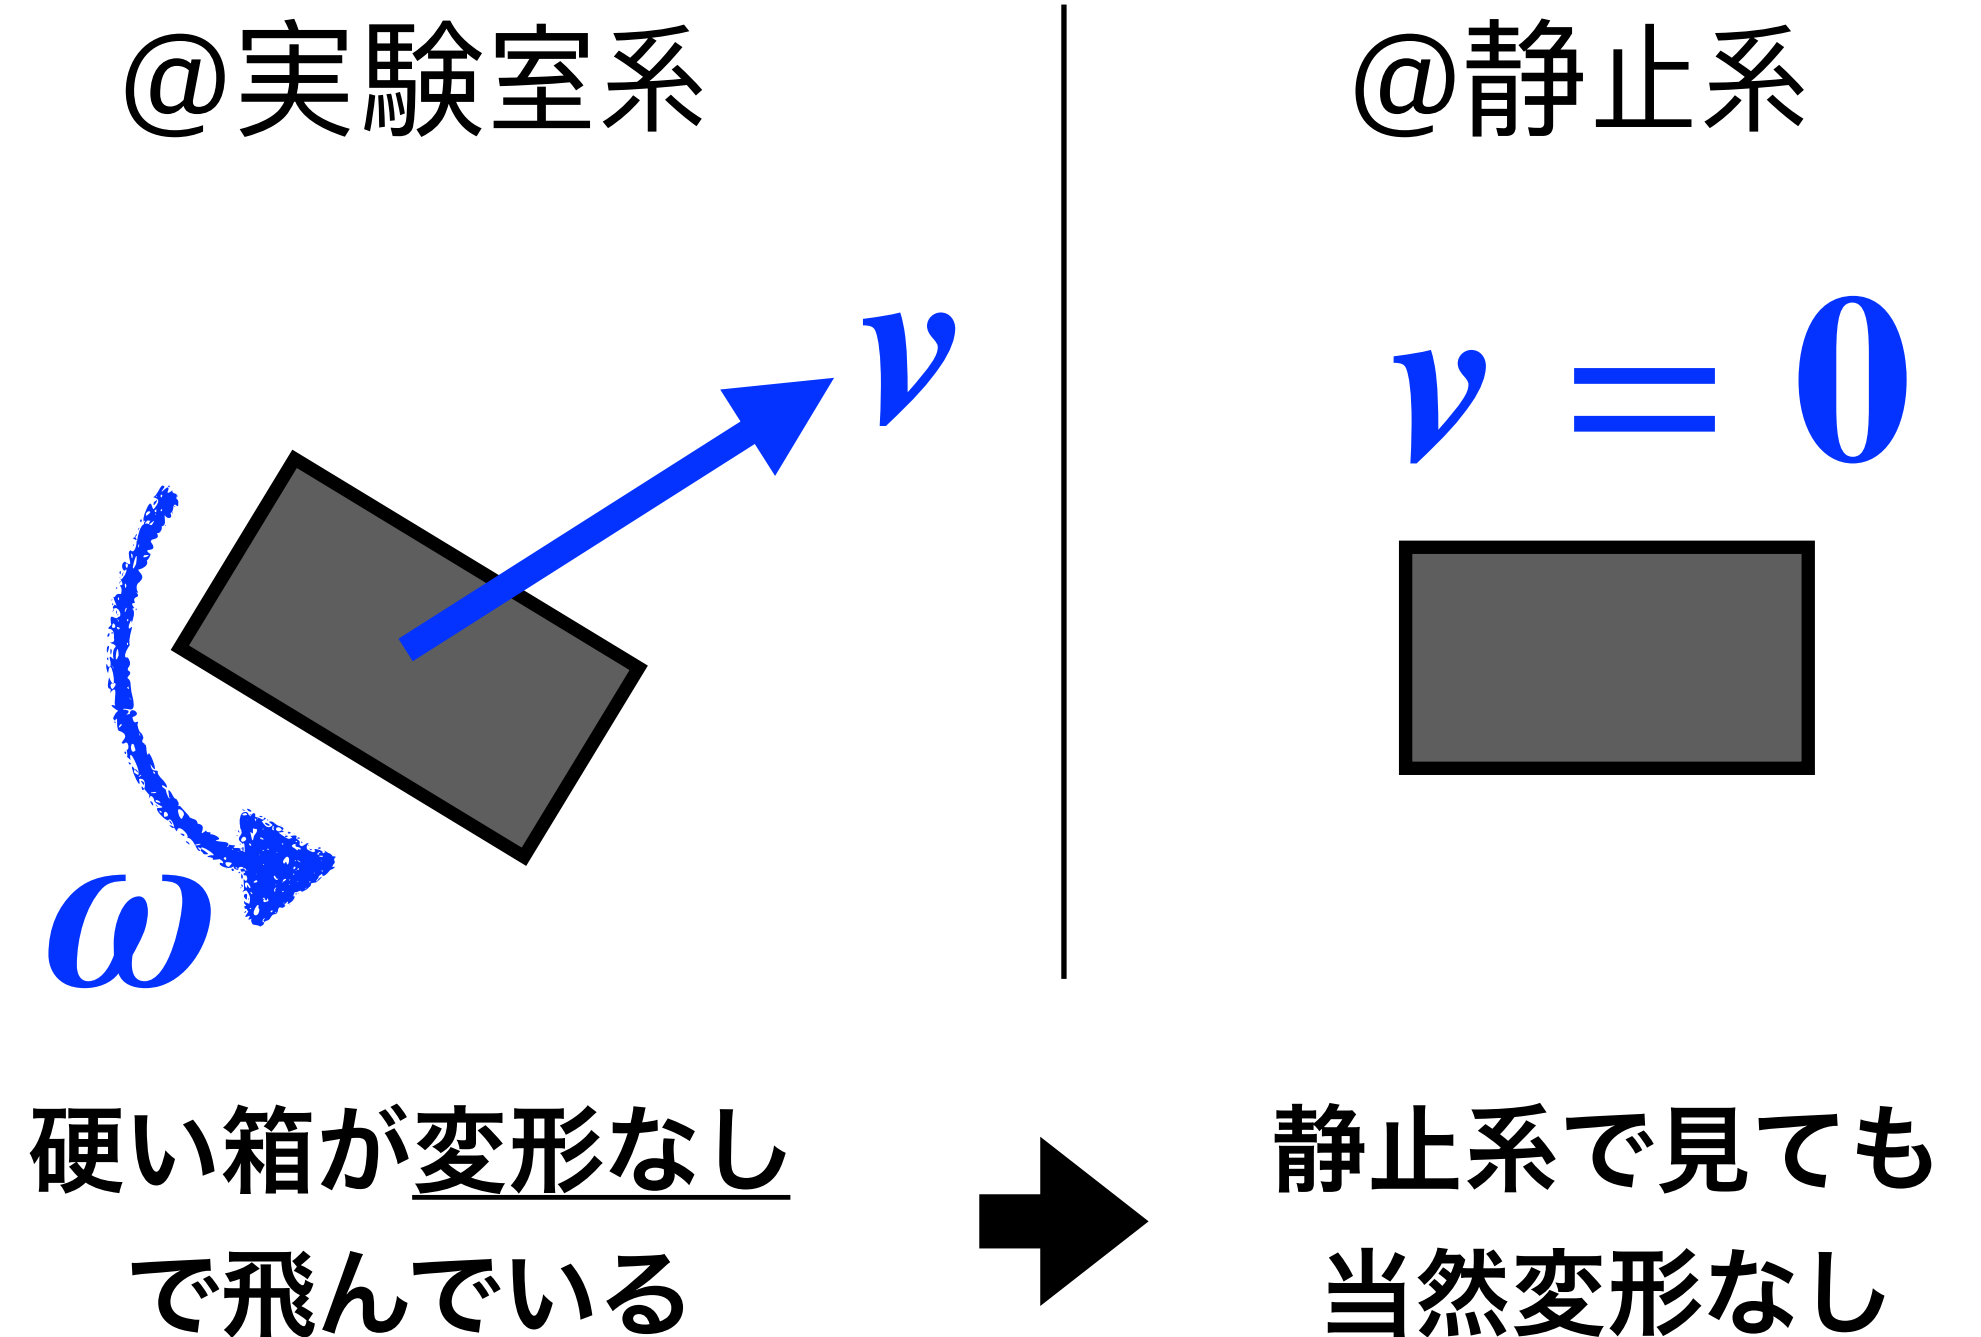 @実験室系
@静止系
v
v = 0
ω
硬い箱が変形なし
で飛んでいる
静止系で見ても
当然変形なし